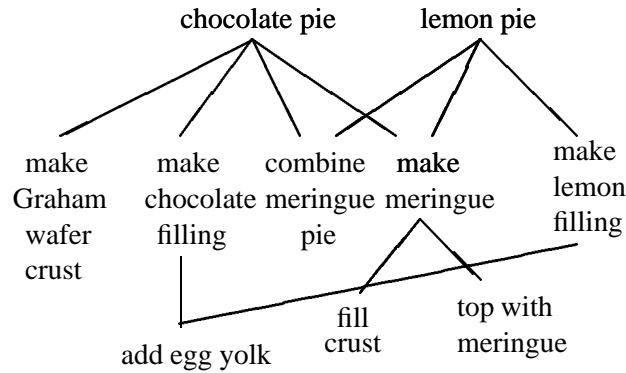 chocolate pie
lemon pie
make
Graham
wafer
crust
make
chocolate
filling
combine
meringue
pie
make
meringue
make
lemon
filling
add egg yolk
fill
crust
top with
meringue